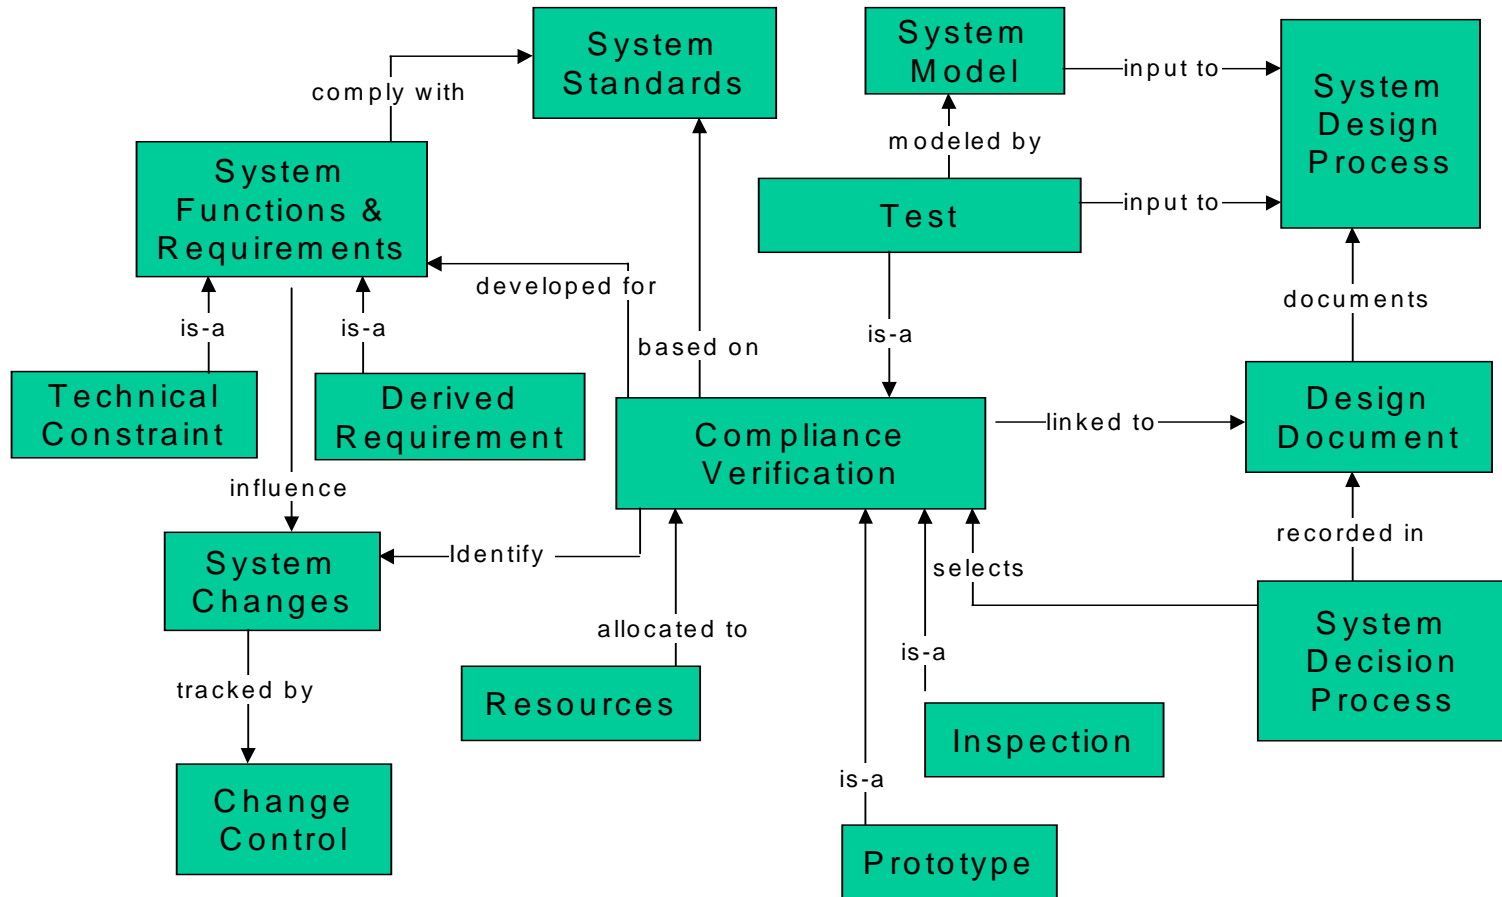 System
Standards
System
Model
input to
System
Design
Process
comply with
modeled by
System
Functions &
Requirements
Test
input to
developed for
documents
is-a
is-a
is-a
based on
Technical
Constraint
Derived
Requirement
Compliance
Verification
linked to
Design
Document
influence
recorded in
System
Changes
Identify
selects
System
Decision
Process
allocated to
is-a
tracked by
Resources
Inspection
is-a
Change
Control
Prototype